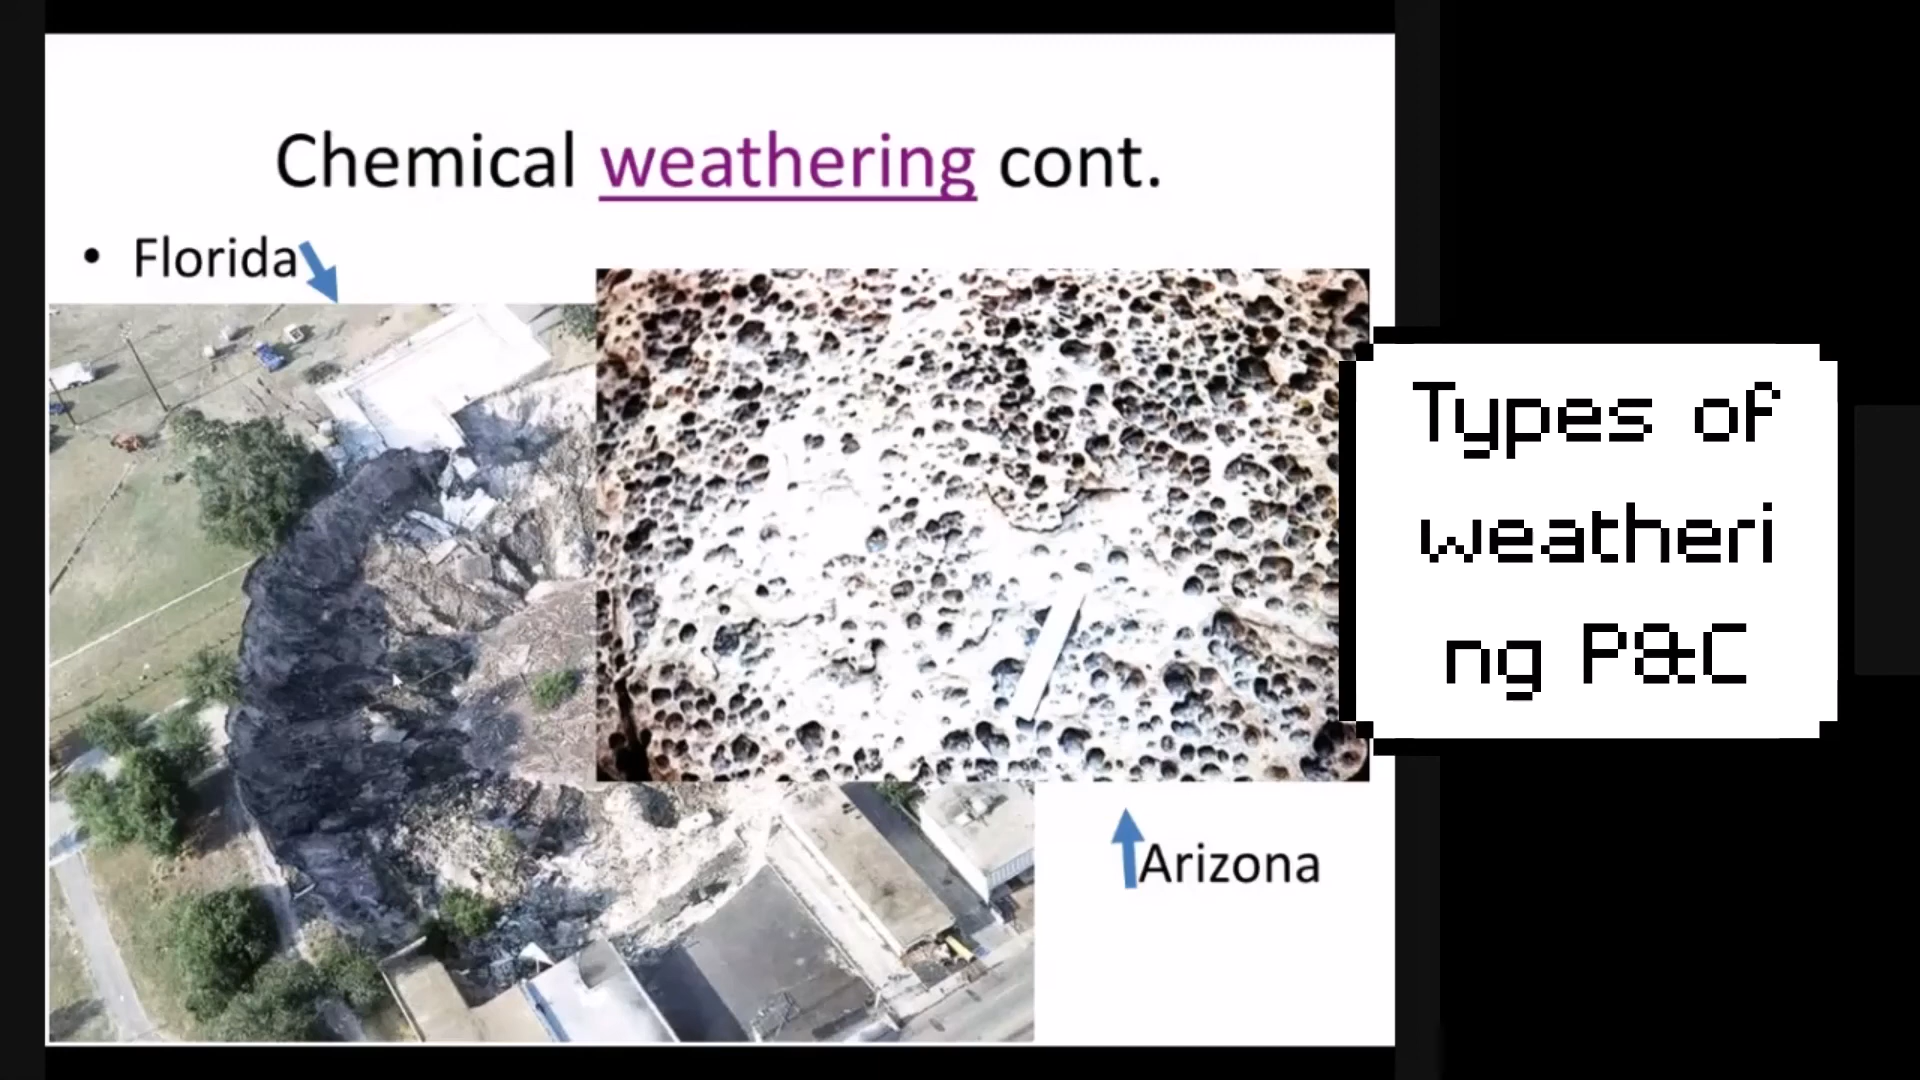 Chemical weathering cont.
• Florida
Arizona
Types of
weatheri
ng P&C